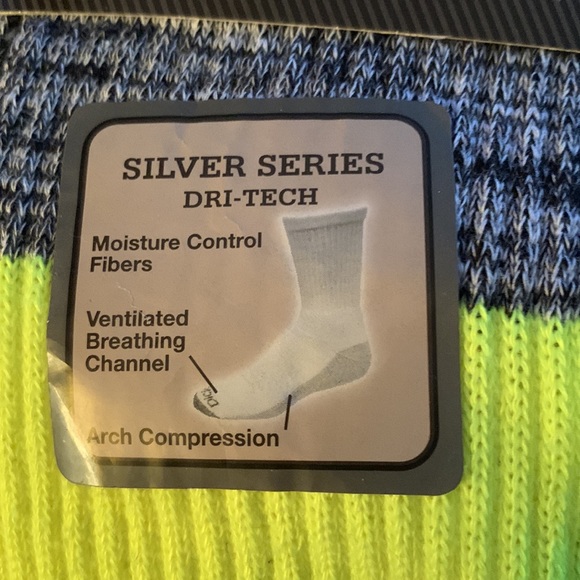 SILVER SERIES
DRI-TECH
Moisture Control
Fibers
Ventilated
Breathing
Channel
Arch Compression